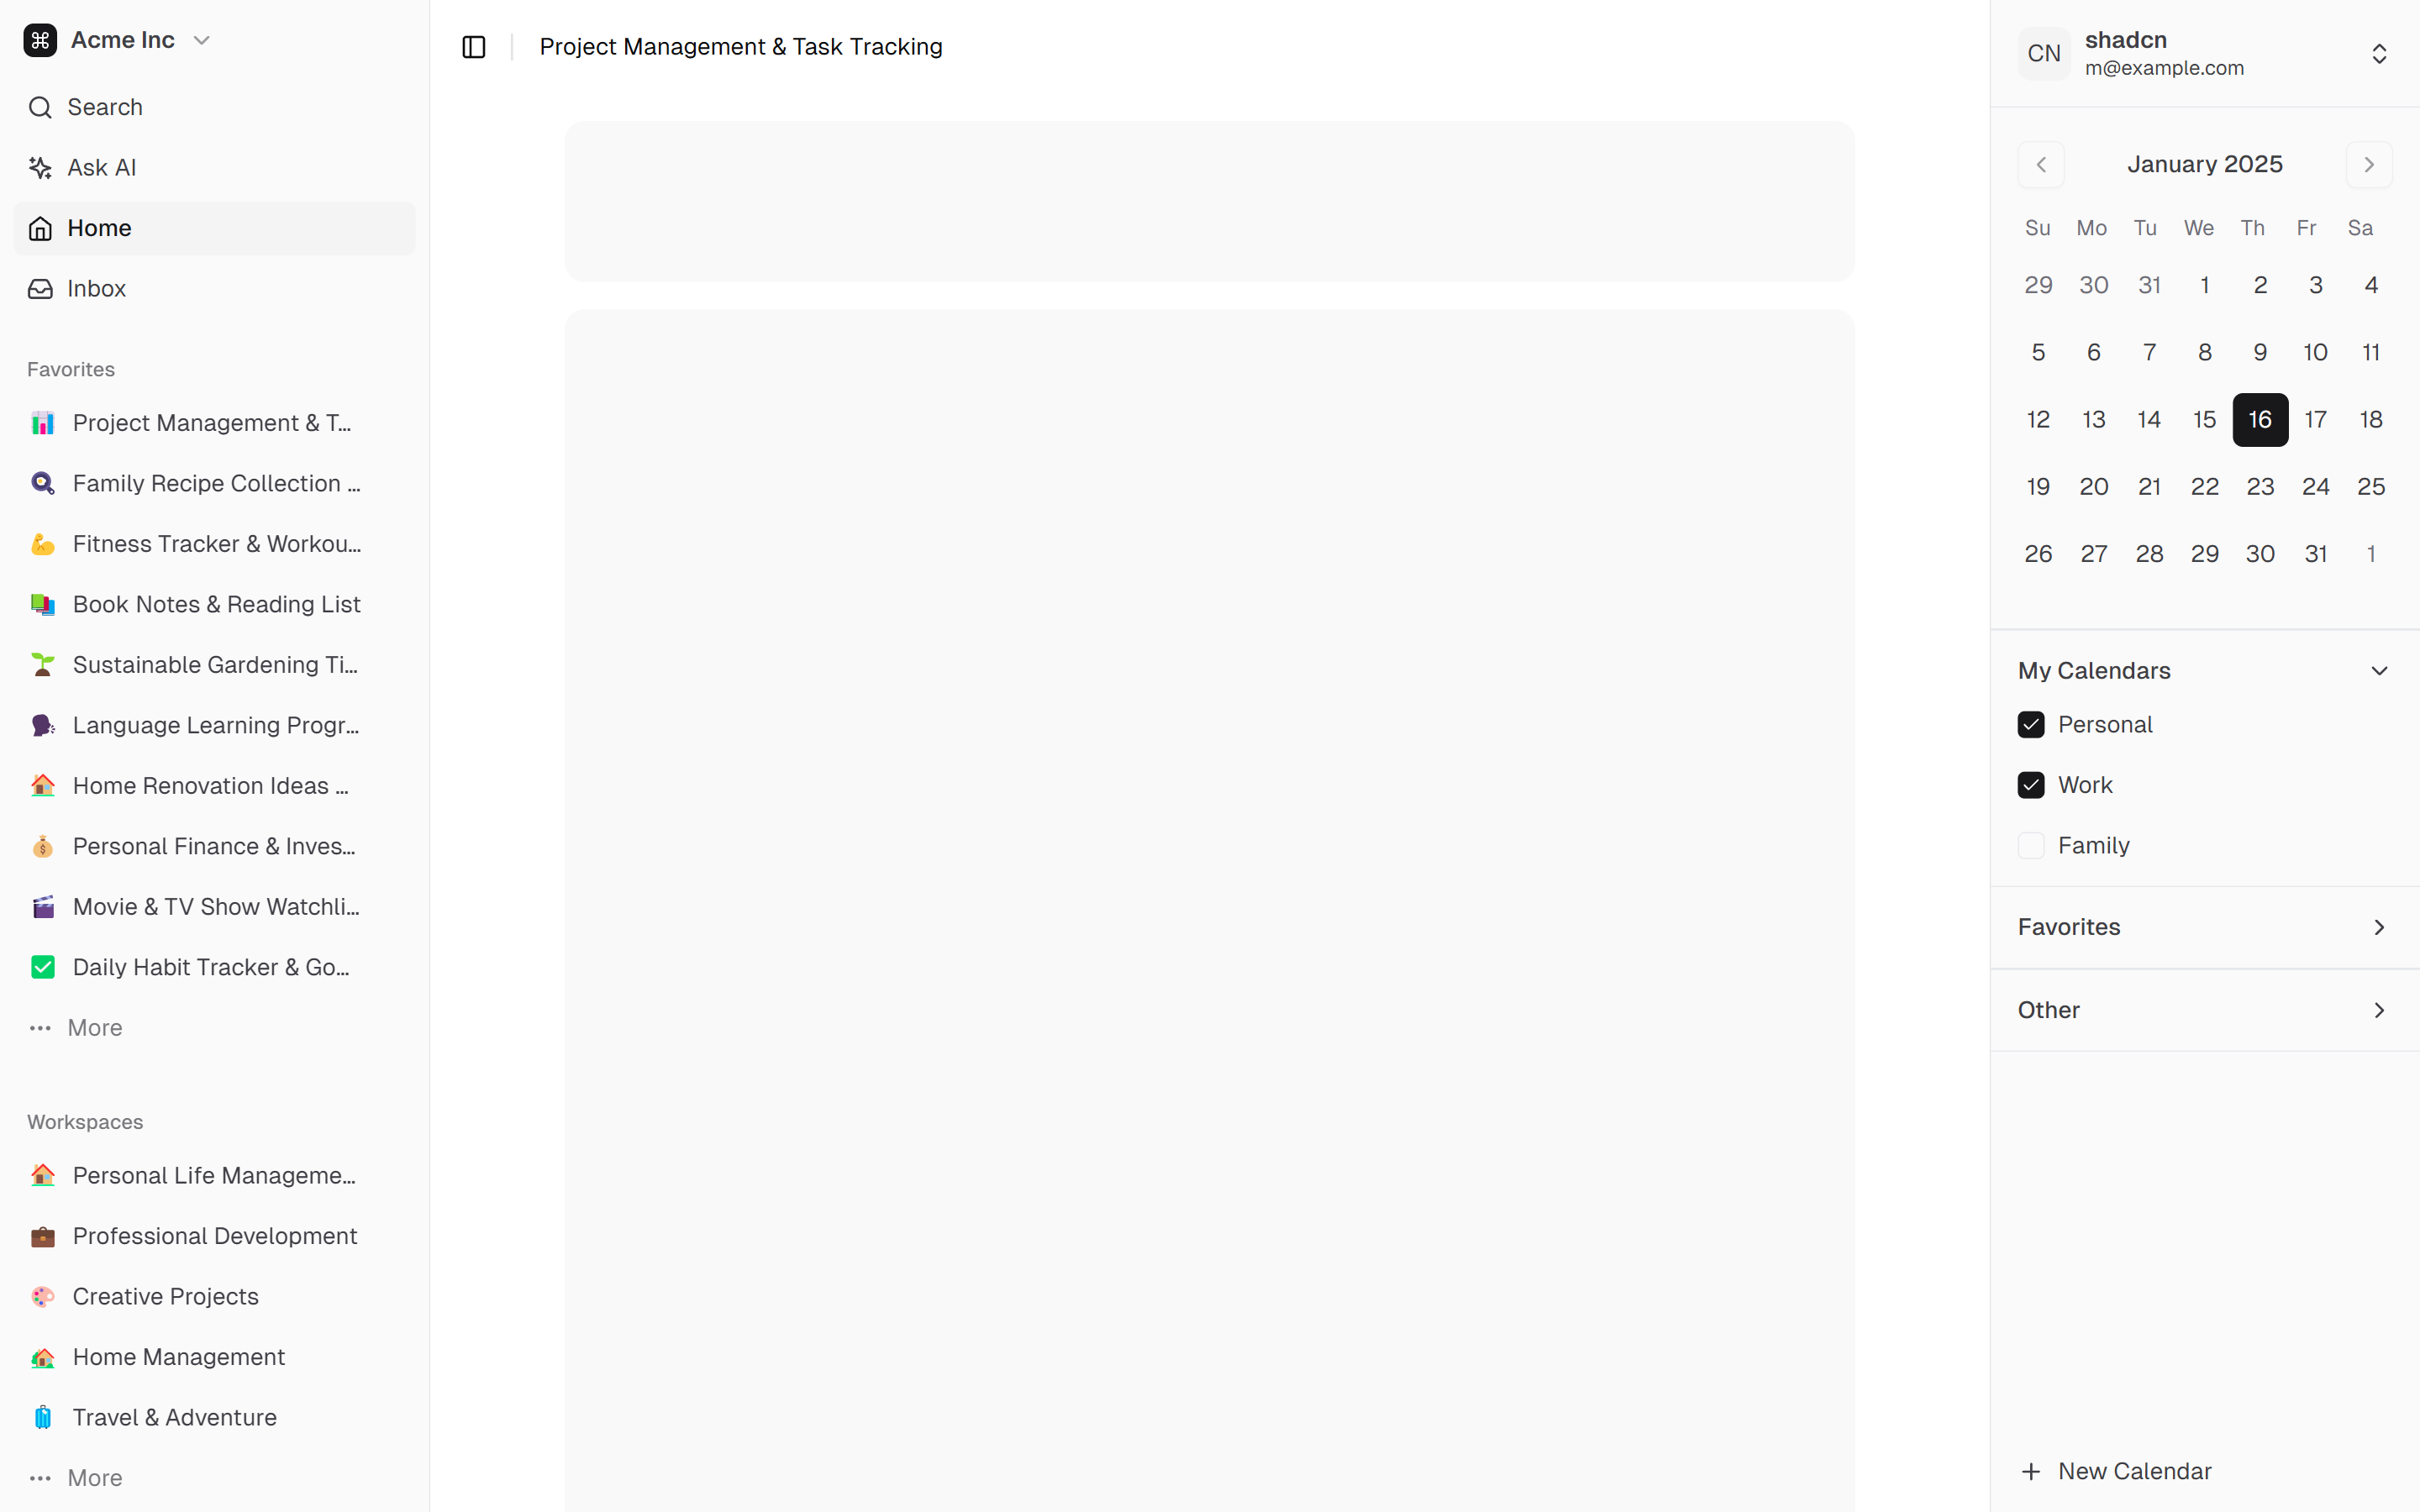 Acme Inc
Search
Ask AI
Home
Inbox
Favorites
Project Management & T...
Family Recipe Collection ...
Fitness Tracker & Workou...
Book Notes & Reading List
Sustainable Gardening Ti...
Language Learning Progr...
Home Renovation Ideas ...
Personal Finance & Inves...
Movie & TV Show Watchli...
Daily Habit Tracker & Go...
More
Workspaces
Personal Life Manageme...
Professional Development
Creative Projects
Home Management
Travel & Adventure
More
Project Management & Task Tracking
CN
shadcn
m@example.com
January 2025
Su Mo Tu We Th Fr Sa
29 30 31 1 2 3 4
5 6 7 8 9 10 11
12 13 14 15 16 17 18
19 20 21 22 23 24 25
26 27 28 29 30 31 1
My Calendars
Personal
Work
Family
Favorites
Other
New Calendar